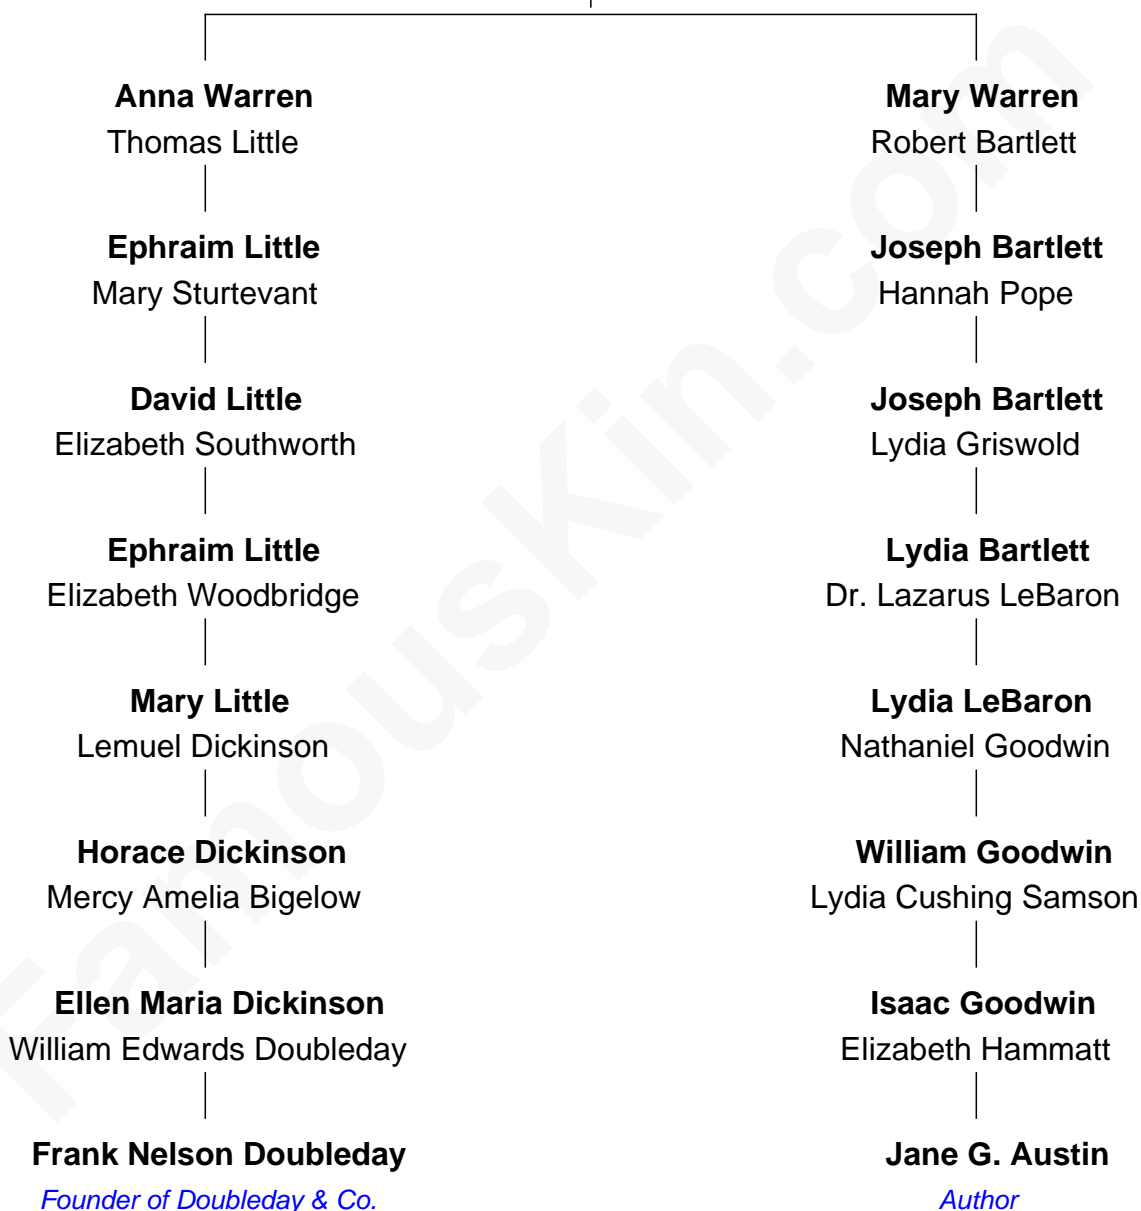 Anna Warren
Thomas Little
Mary Warren
Robert Bartlett
Ephraim Little
Mary Sturtevant
Joseph Bartlett
Hannah Pope
David Little
Elizabeth Southworth
Joseph Bartlett
Lydia Griswold
Ephraim Little
Elizabeth Woodbridge
Lydia Bartlett
Dr. Lazarus LeBaron
Mary Little
Lemuel Dickinson
Lydia LeBaron
Nathaniel Goodwin
Horace Dickinson
Mercy Amelia Bigelow
William Goodwin
Lydia Cushing Samson
Ellen Maria Dickinson
William Edwards Doubleday
Isaac Goodwin
Elizabeth Hammatt
Frank Nelson Doubleday
Founder of Doubleday & Co.
Jane G. Austin
Author
FamousKin.com